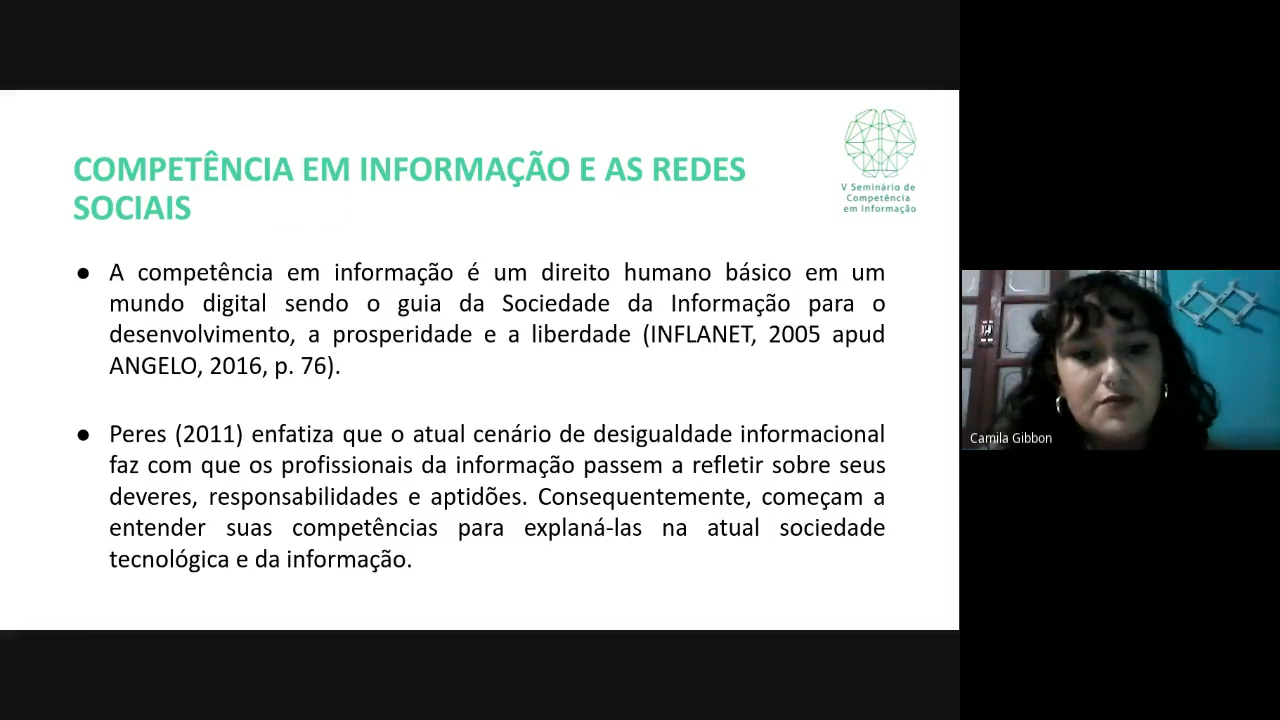 COMPETÊNCIA EM INFORMAÇÃO E AS REDES
SOCIAIS
V Seminário de
Competência
em Informação
● A competência em informação é um direito humano básico em um
mundo digital sendo o guia da Sociedade da Informação para o
desenvolvimento, a prosperidade e a liberdade (INFLANET, 2005 apud
ANGELO, 2016, p. 76).
● Peres (2011) enfatiza que o atual cenário de desigualdade informacional
faz com que os profissionais da informação passem a refletir sobre seus
deveres, responsabilidades e aptidões. Consequentemente, começam a
entender suas competências para explaná-las na atual sociedade
tecnológica e da informação.
Camila Gibbon